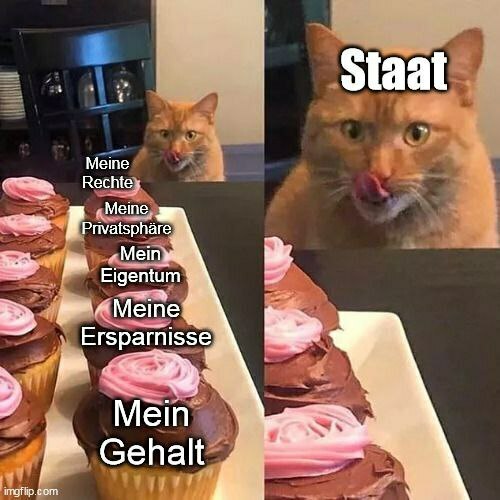 Staat
Meine
Rechte
Meine
Privatsphäre
Mein
Eigentum
Meine
Ersparnisse
Mein
Gehalt
imgflip.com